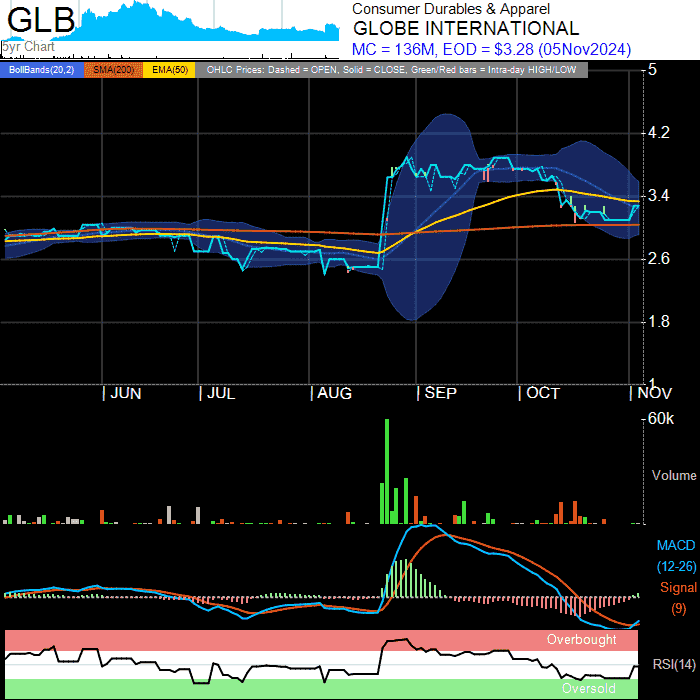 GLB
5yr Chart
Consumer Durables & Apparel
GLOBE INTERNATIONAL
MC = 136M, EOD = $3.28 (05Nov2024)
BollBands(20,2) SMA(200) EMA(50) OHLC Prices: Dashed = OPEN, Solid = CLOSE, Green/Red bars = Intra-day HIGH/LOW
5
4.2
3.4
2.6
1.8
1
| JUN | JUL | AUG | SEP | OCT | NOV
60k
Volume
MACD
(12-26)
Signal
(9)
Overbought
RSI(14)
Oversold